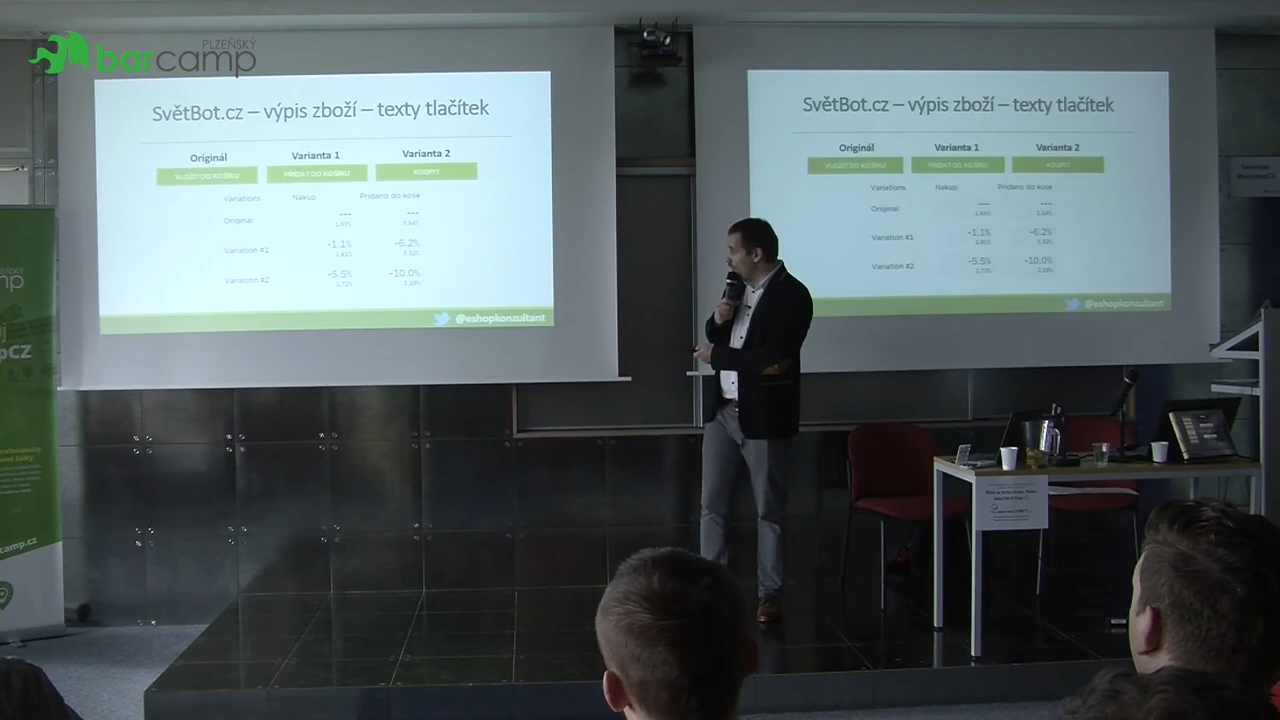 PLZEŇSKÝ
barcamp
SvětBot.cz – výpis zboží – texty tlačítek
Originál Varianta 1 Varianta 2
VLOŽIT DO KOŠÍKU PŘIDAT DO KOŠÍKU KOUPIT
Variations Nakup Pridano do kose
Original --- ---
Variation #1 -1.1% -6.2%
Variation #2 -5.5% -10.0%
@eshopkonzultant
SvětBot.cz – výpis zboží – texty tlačítek
Originál Varianta 1 Varianta 2
VLOŽIT DO KOŠÍKU PŘIDAT DO KOŠÍKU KOUPIT
Variations Nakup Pridano do kose
Original --- ---
Variation #1 -1.1% -6.2%
Variation #2 -5.5% -10.0%
@eshopkonzultant
mp
pCZ
camp.cz